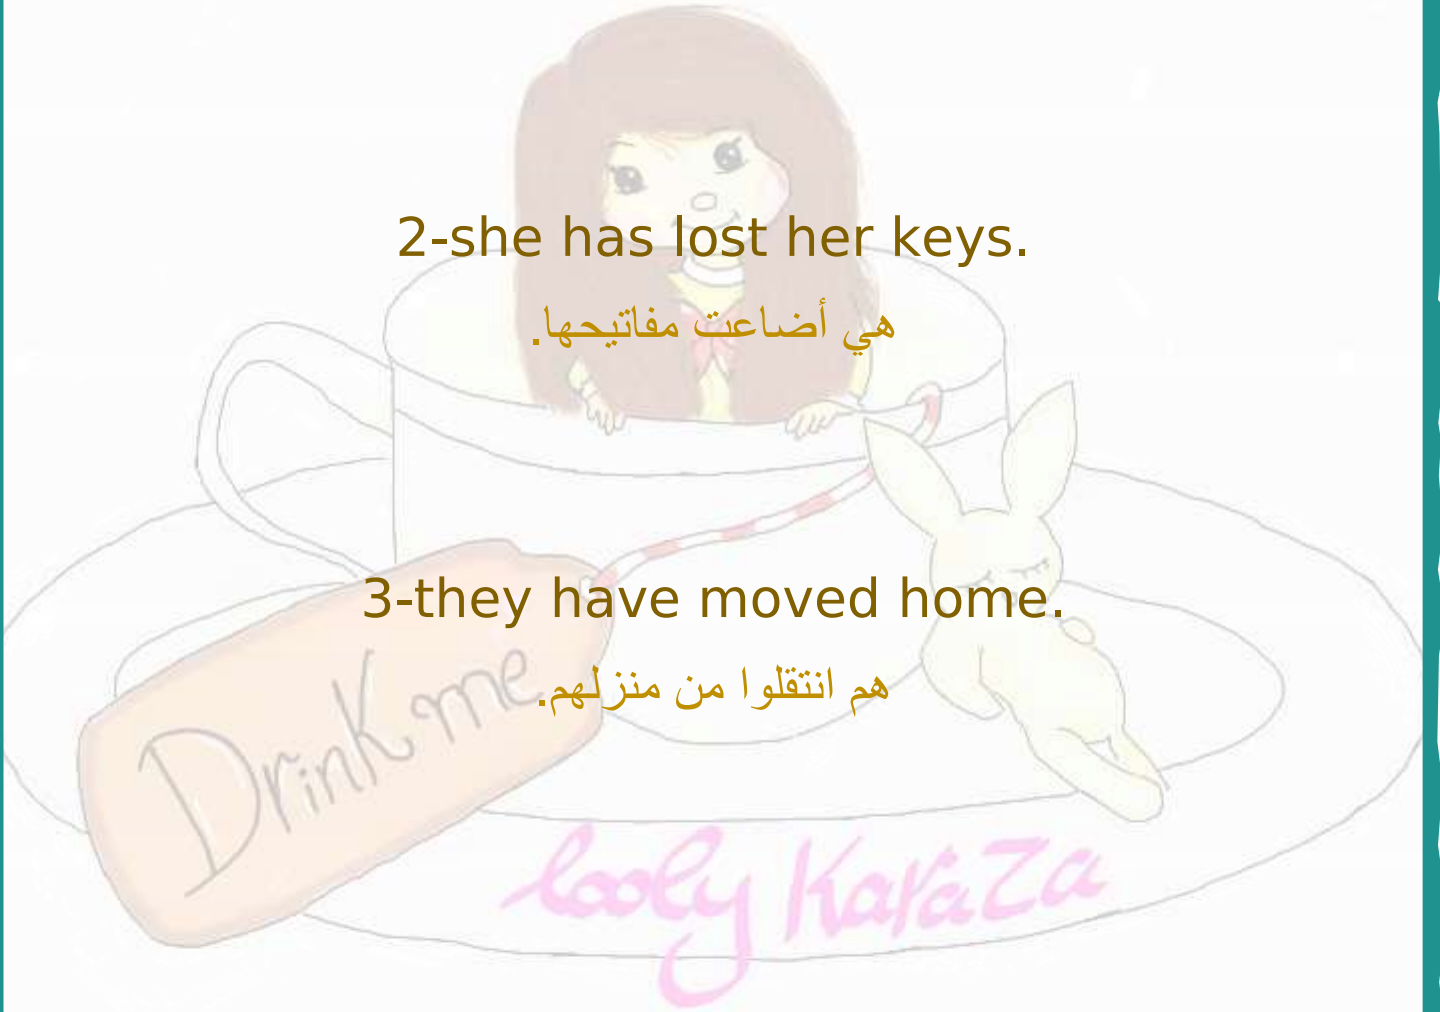 2-she has lost her keys.
هي أضاعت مفاتيحها.
3-they have moved home.
هم انتقلوا من منزلهم.
Drink me
looly Karaza